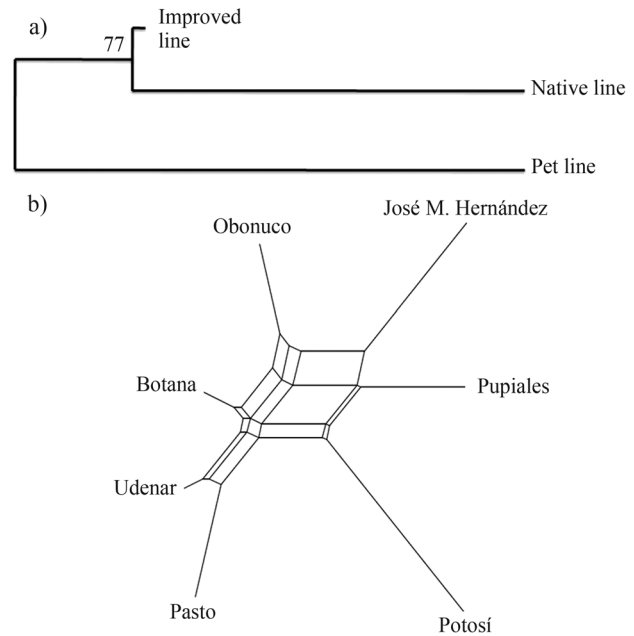 a)
Improved
line
77
Native line
Pet line
b)
José M. Hernández
Obonuco
Botana
Pupiales
Udenar
Pasto
Potosí